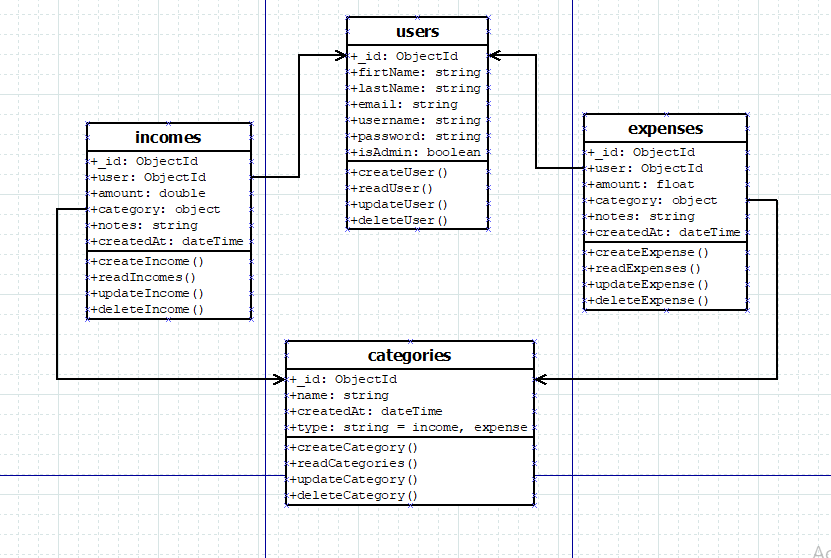 users
+_id: ObjectId
+firtName: string
+lastName: string
+email: string
+username: string
+password: string
+isAdmin: boolean
+createUser()
+readUser()
+updateUser()
+deleteUser()
incomes
+_id: ObjectId
+user: ObjectId
+amount: double
+category: object
+notes: string
+createdAt: dateTime
+createIncome()
+readIncomes()
+updateIncome()
+deleteIncome()
expenses
+_id: ObjectId
+user: ObjectId
+amount: float
+category: object
+notes: string
+createdAt: dateTime
+createExpense()
+readExpenses()
+updateExpense()
+deleteExpense()
categories
+_id: ObjectId
+name: string
+createdAt: dateTime
+type: string = income, expense
+createCategory()
+readCategories()
+updateCategory()
+deleteCategory()